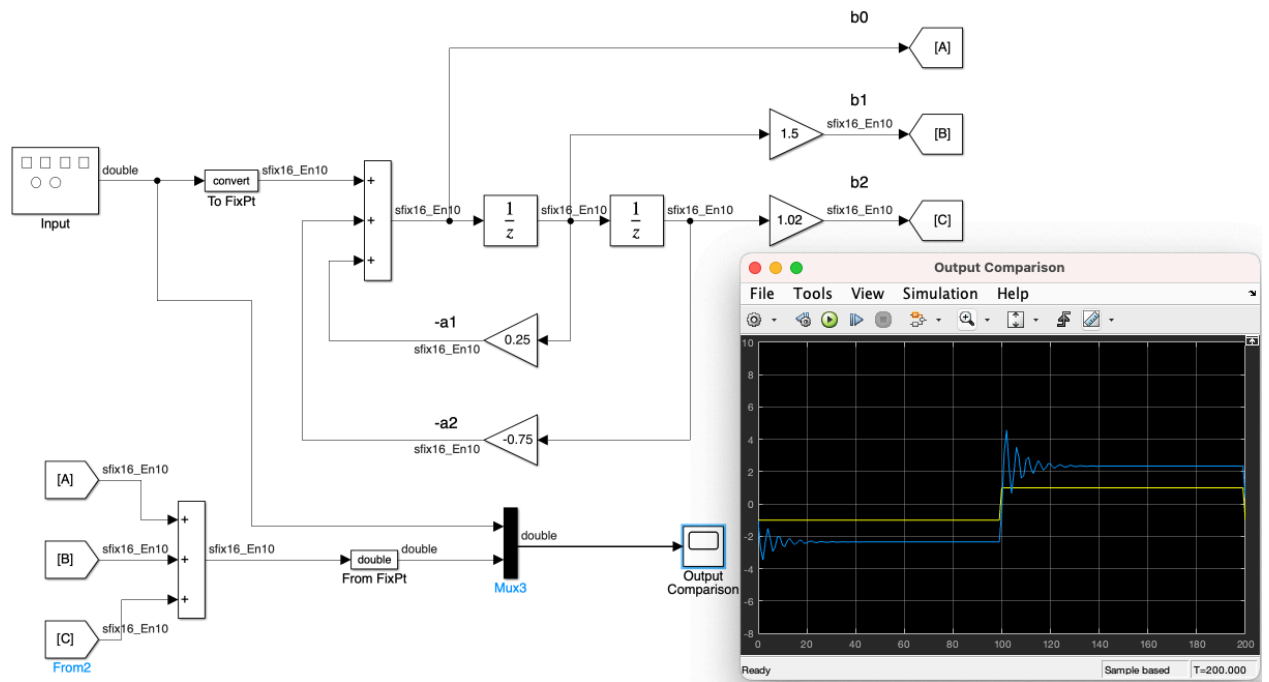 b0
[A]
b1
sfix16_En10
1.5
[B]
double
convert
sfix16_En10
To FixPt
Input
+
+
+
sfix16_En10
1
z
sfix16_En10
1
z
sfix16_En10
b2
sfix16_En10
1.02
[C]
-a1
sfix16_En10
0.25
-a2
sfix16_En10
-0.75
[A]
sfix16_En10
[B]
sfix16_En10
[C]
sfix16_En10
From2
+
+
+
sfix16_En10
double
From FixPt
double
Mux3
double
Output
Comparison
Output Comparison
File Tools View Simulation Help
10
8
6
4
2
0
-2
-4
-6
-8
0 20 40 60 80 100 120 140 160 180 200
Ready Sample based T=200.000